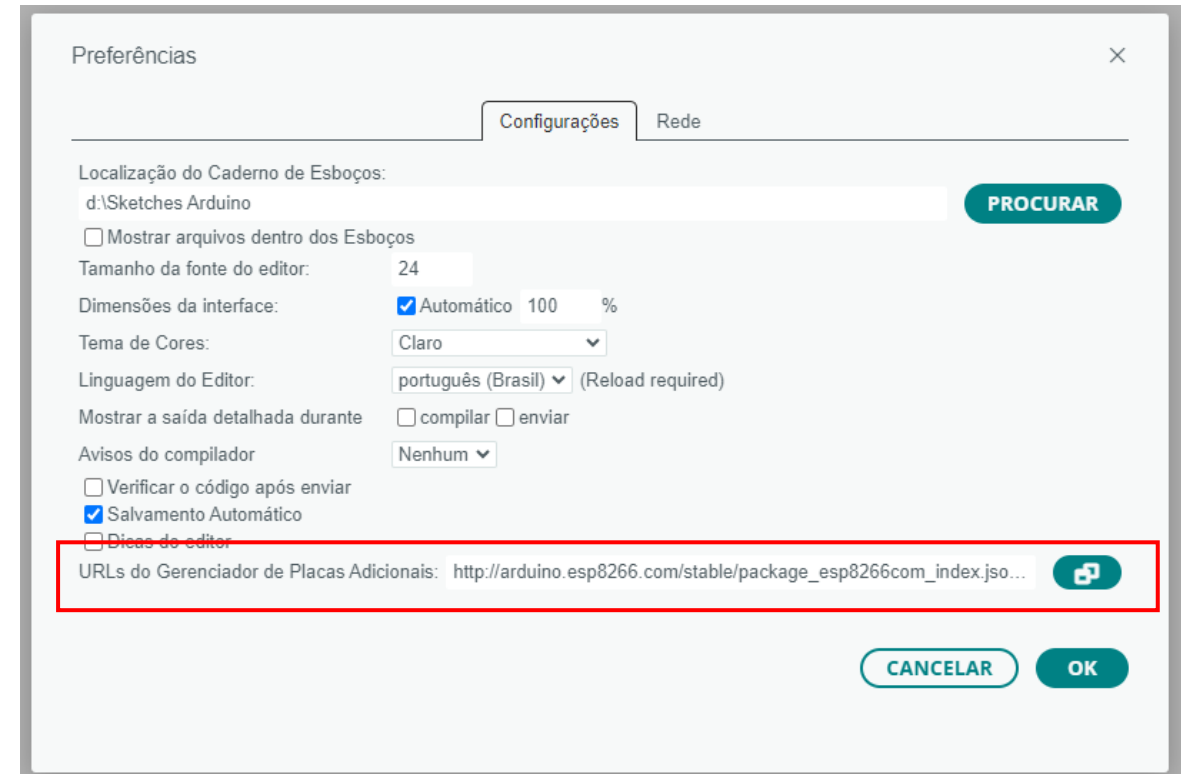 Preferências
Configurações Rede
Localização do Caderno de Esboços:
d:\Sketches Arduino PROCURAR
Mostrar arquivos dentro dos Esboços
Tamanho da fonte do editor: 24
Dimensões da interface: Automático 100 %
Tema de Cores: Claro
Linguagem do Editor: português (Brasil) (Reload required)
Mostrar a saída detalhada durante compilar enviar
Avisos do compilador Nenhum
Verificar o código após enviar
Salvamento Automático
Dicas do editor
URLs do Gerenciador de Placas Adicionais: http://arduino.esp8266.com/stable/package_esp8266com_index.jso...
CANCELAR OK